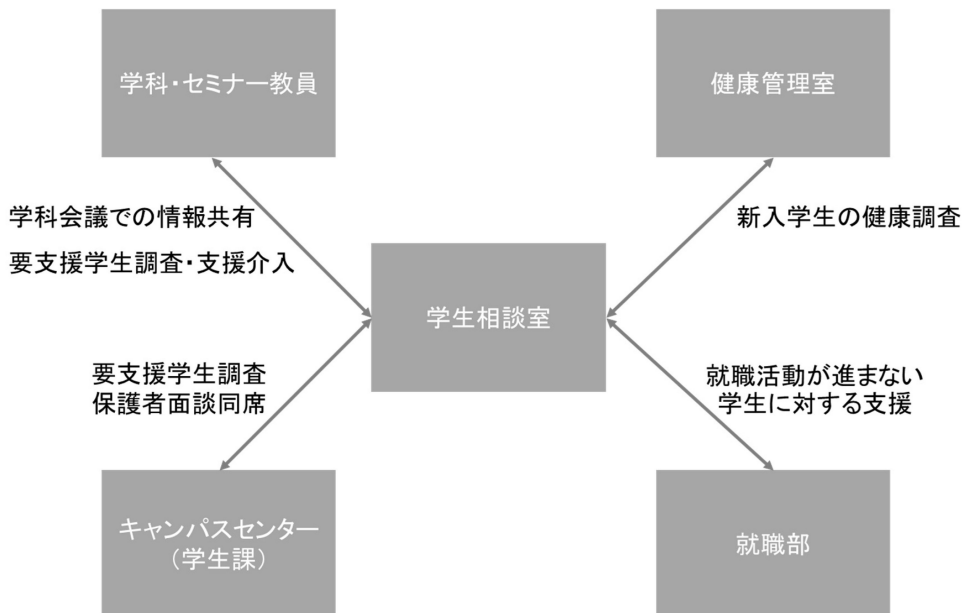 学科・セミナー教員
健康管理室
学科会議での情報共有
要支援学生調査・支援介入
新入学生の健康調査
学生相談室
要支援学生調査
保護者面談同席
就職活動が進まない
学生に対する支援
キャンパスセンター
（学生課）
就職部